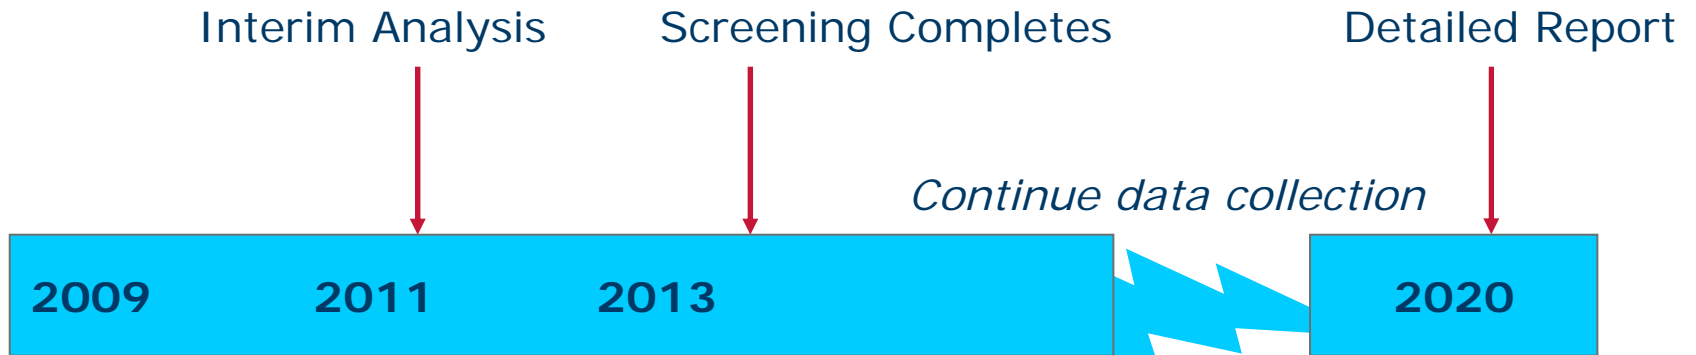 Interim Analysis
Screening Completes
Detailed Report
Continue data collection
2009
2011
2013
2020